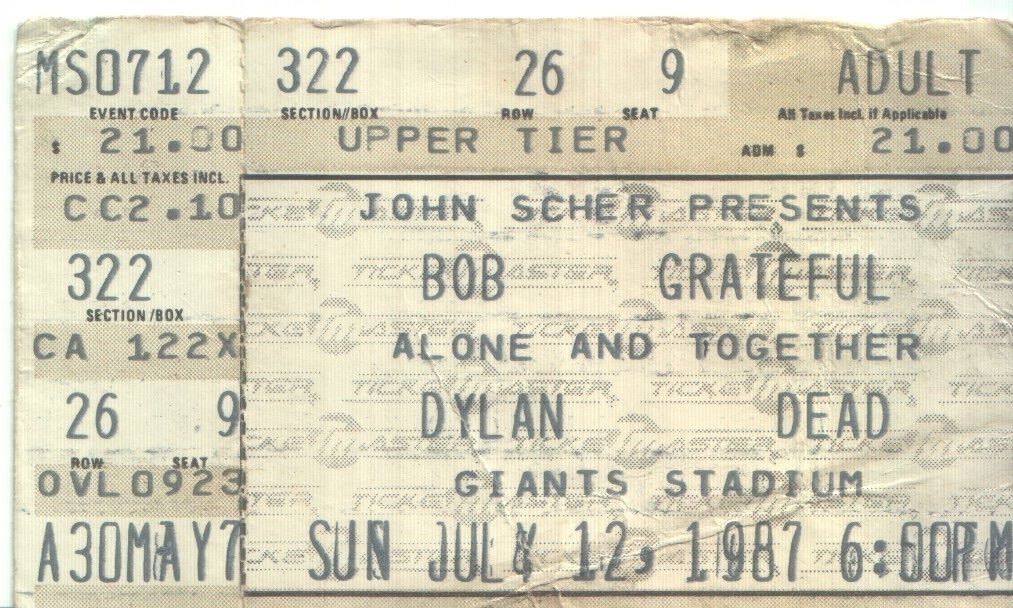 MS0712 322 26 9 ADULT
EVENT CODE SECTION/BOX ROW SEAT All Taxes Incl. if Applicable
$ 21.00 UPPER TIER ADM $ 21.00
PRICE & ALL TAXES INCL.
CC2.10 JOHN SCHER PRESENTS
322 BOB GRATEFUL
SECTION/BOX
CA 122X ALONE AND TOGETHER
26 9 DYLAN DEAD
ROW SEAT
OVL0923 GIANTS STADIUM
A30MAY7 SUN JULY 12, 1987 6:00PM